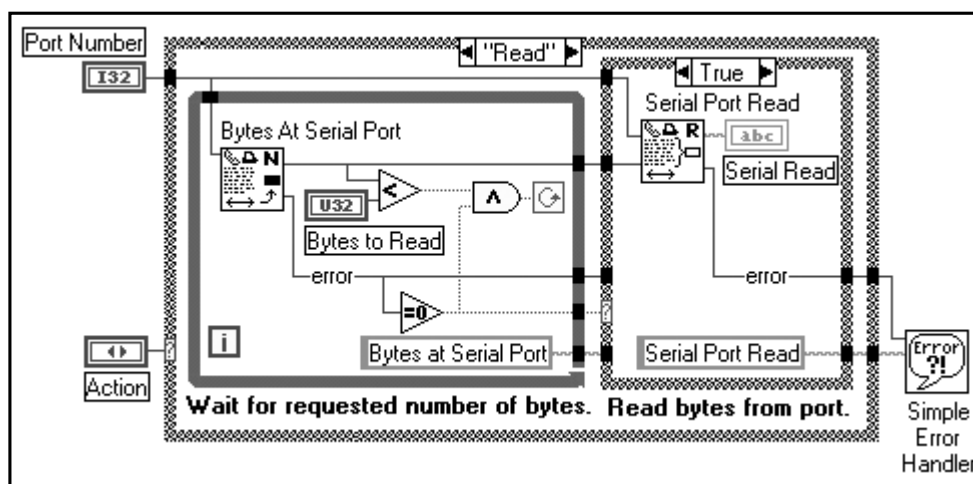 Port Number
I32
"Read"
True
Serial Port Read
R
abc
Serial Read
Bytes At Serial Port
N
<
U32
Bytes to Read
∧
error
error
=0
?
i
Bytes at Serial Port
Serial Port Read
?
Action
Wait for requested number of bytes.
Read bytes from port.
Error
?!
Simple
Error
Handler